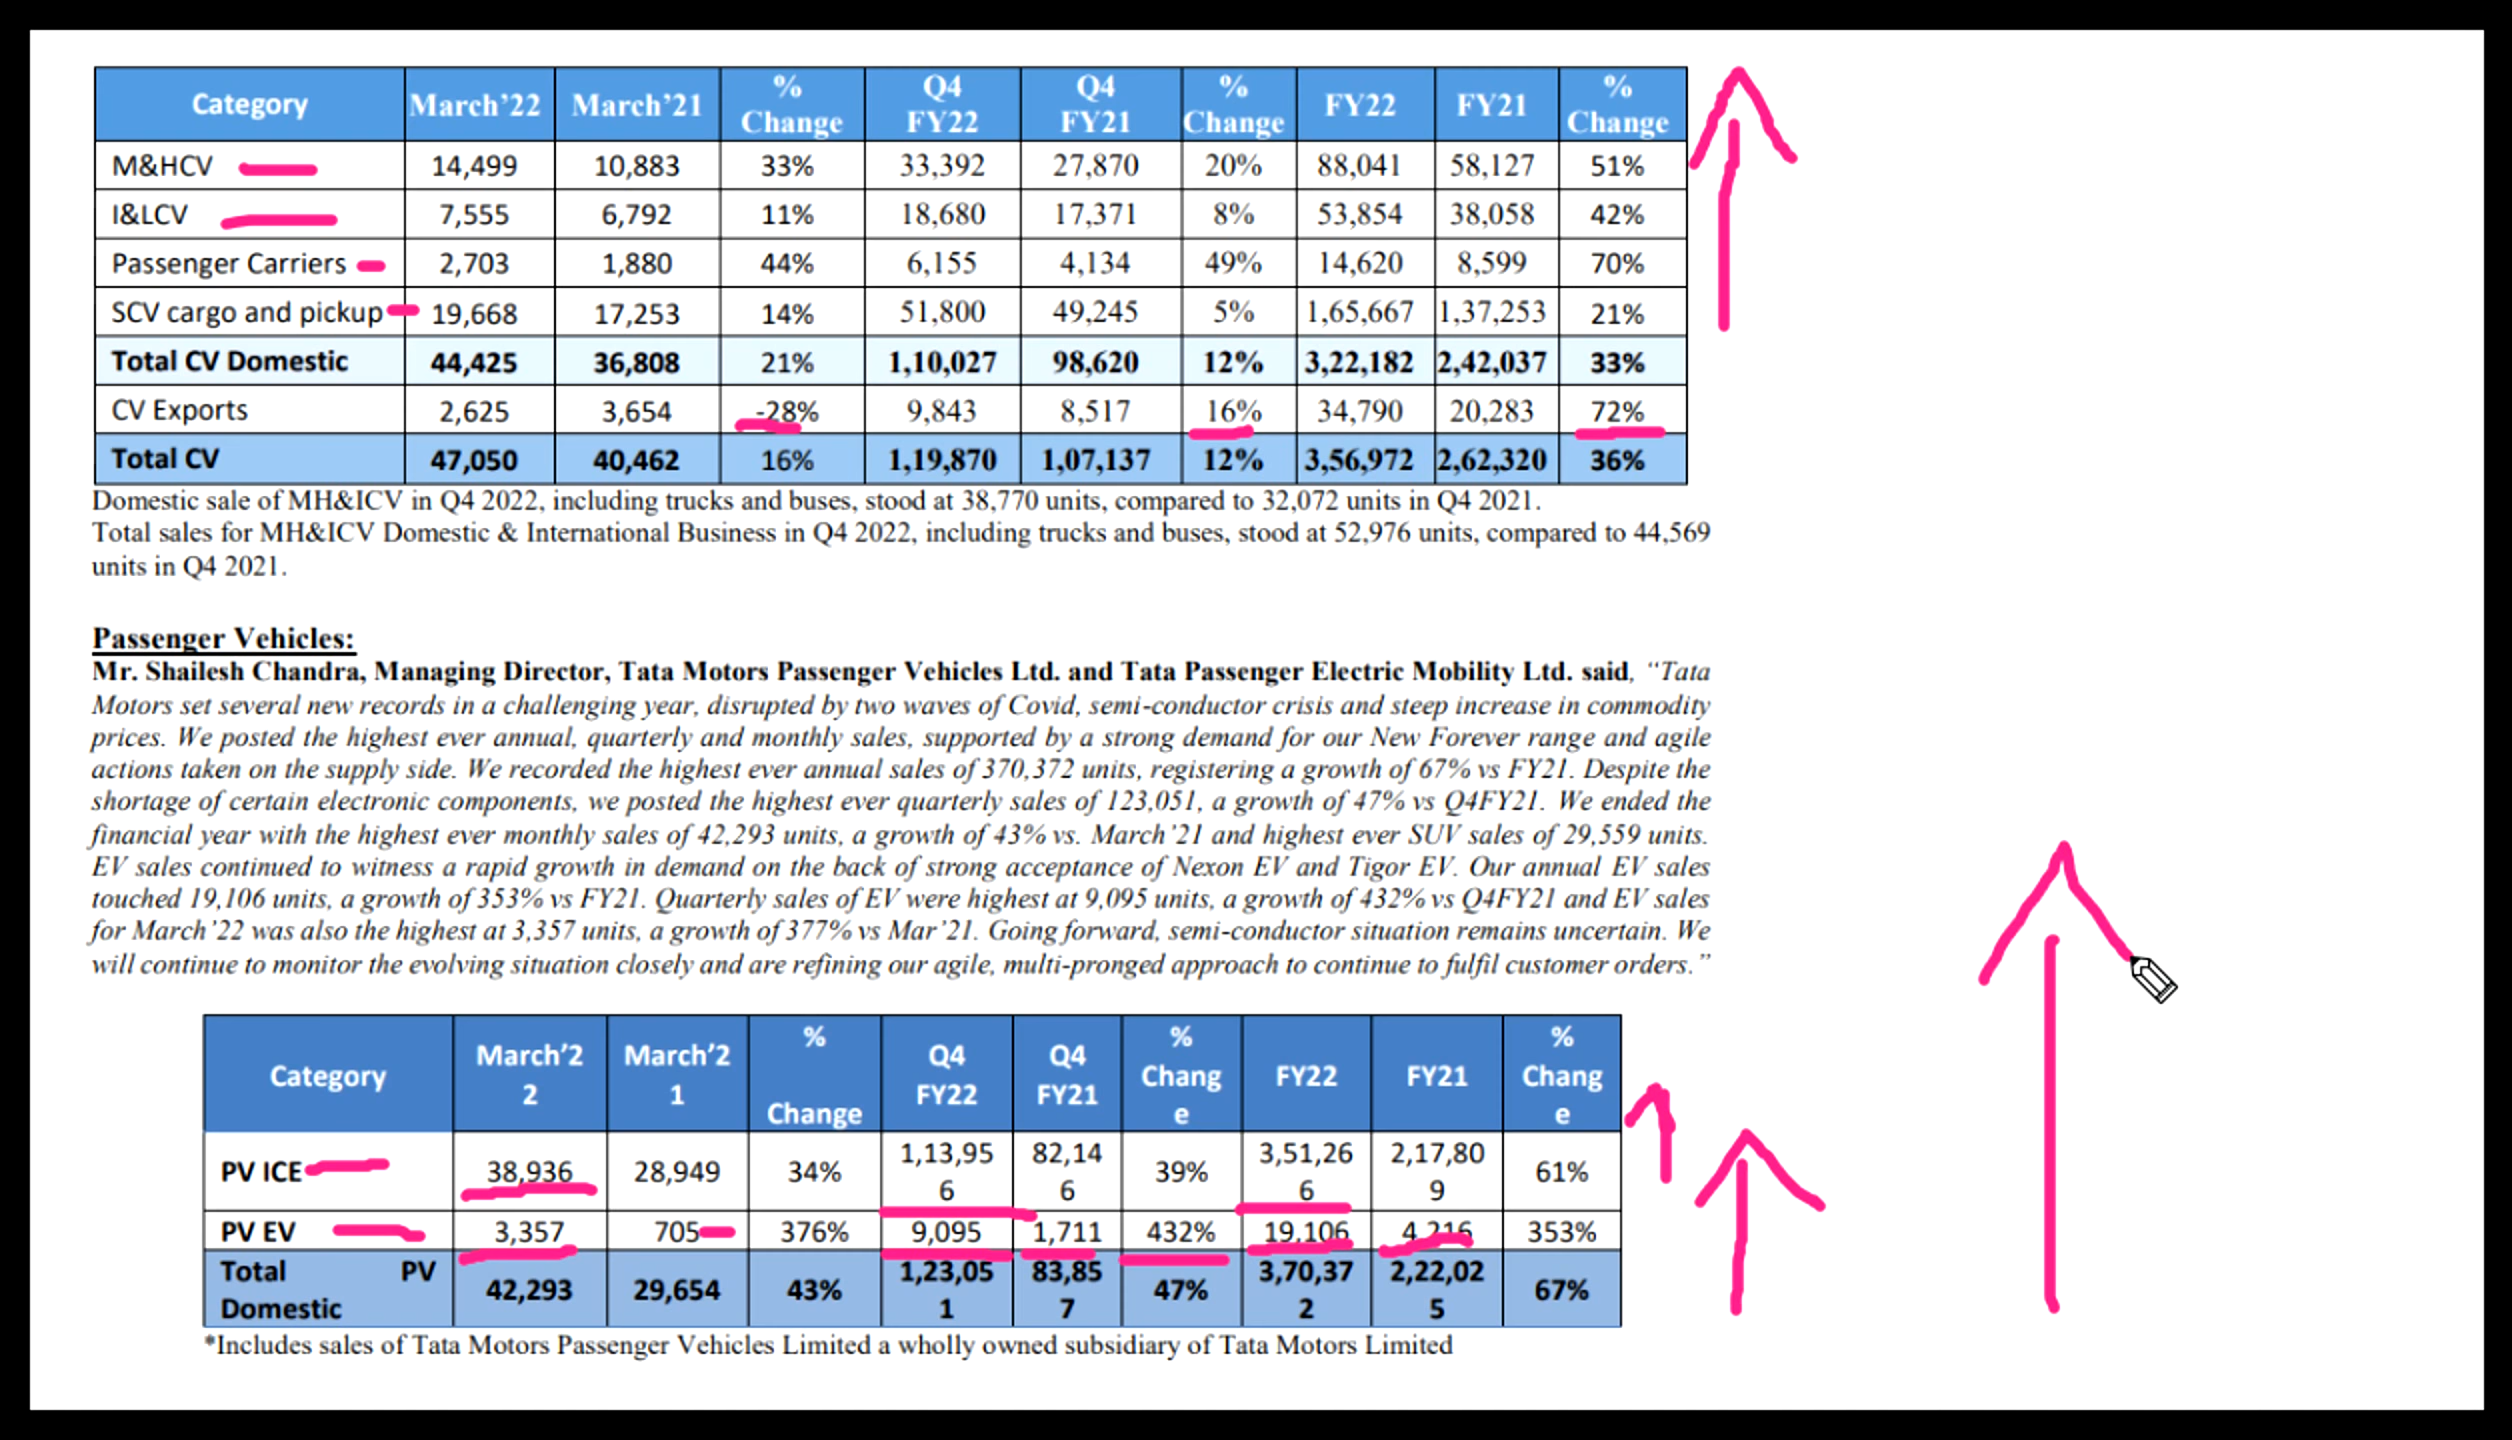 Category March’22 March’21 % Change Q4 FY22 Q4 FY21 % Change FY22 FY21 % Change
M&HCV 14,499 10,883 33% 33,392 27,870 20% 88,041 58,127 51%
I&LCV 7,555 6,792 11% 18,680 17,371 8% 53,854 38,058 42%
Passenger Carriers 2,703 1,880 44% 6,155 4,134 49% 14,620 8,599 70%
SCV cargo and pickup 19,668 17,253 14% 51,800 49,245 5% 1,65,667 1,37,253 21%
Total CV Domestic 44,425 36,808 21% 1,10,027 98,620 12% 3,22,182 2,42,037 33%
CV Exports 2,625 3,654 -28% 9,843 8,517 16% 34,790 20,283 72%
Total CV 47,050 40,462 16% 1,19,870 1,07,137 12% 3,56,972 2,62,320 36%
Domestic sale of MH&ICV in Q4 2022, including trucks and buses, stood at 38,770 units, compared to 32,072 units in Q4 2021.
Total sales for MH&ICV Domestic & International Business in Q4 2022, including trucks and buses, stood at 52,976 units, compared to 44,569
units in Q4 2021.
Passenger Vehicles:
Mr. Shailesh Chandra, Managing Director, Tata Motors Passenger Vehicles Ltd. and Tata Passenger Electric Mobility Ltd. said, “Tata
Motors set several new records in a challenging year, disrupted by two waves of Covid, semi-conductor crisis and steep increase in commodity
prices. We posted the highest ever annual, quarterly and monthly sales, supported by a strong demand for our New Forever range and agile
actions taken on the supply side. We recorded the highest ever annual sales of 370,372 units, registering a growth of 67% vs FY21. Despite the
shortage of certain electronic components, we posted the highest ever quarterly sales of 123,051, a growth of 47% vs Q4FY21. We ended the
financial year with the highest ever monthly sales of 42,293 units, a growth of 43% vs. March’21 and highest ever SUV sales of 29,559 units.
EV sales continued to witness a rapid growth in demand on the back of strong acceptance of Nexon EV and Tigor EV. Our annual EV sales
touched 19,106 units, a growth of 353% vs FY21. Quarterly sales of EV were highest at 9,095 units, a growth of 432% vs Q4FY21 and EV sales
for March’22 was also the highest at 3,357 units, a growth of 377% vs Mar’21. Going forward, semi-conductor situation remains uncertain. We
will continue to monitor the evolving situation closely and are refining our agile, multi-pronged approach to continue to fulfil customer orders.”
Category March’22 March’21 % Change Q4 FY22 Q4 FY21 % Change FY22 FY21 % Change
PV ICE 38,936 28,949 34% 1,13,956 82,146 39% 3,51,266 2,17,809 61%
PV EV 3,357 705 376% 9,095 1,711 432% 19,106 4,216 353%
Total PV Domestic 42,293 29,654 43% 1,23,051 83,857 47% 3,70,372 2,22,025 67%
*Includes sales of Tata Motors Passenger Vehicles Limited a wholly owned subsidiary of Tata Motors Limited